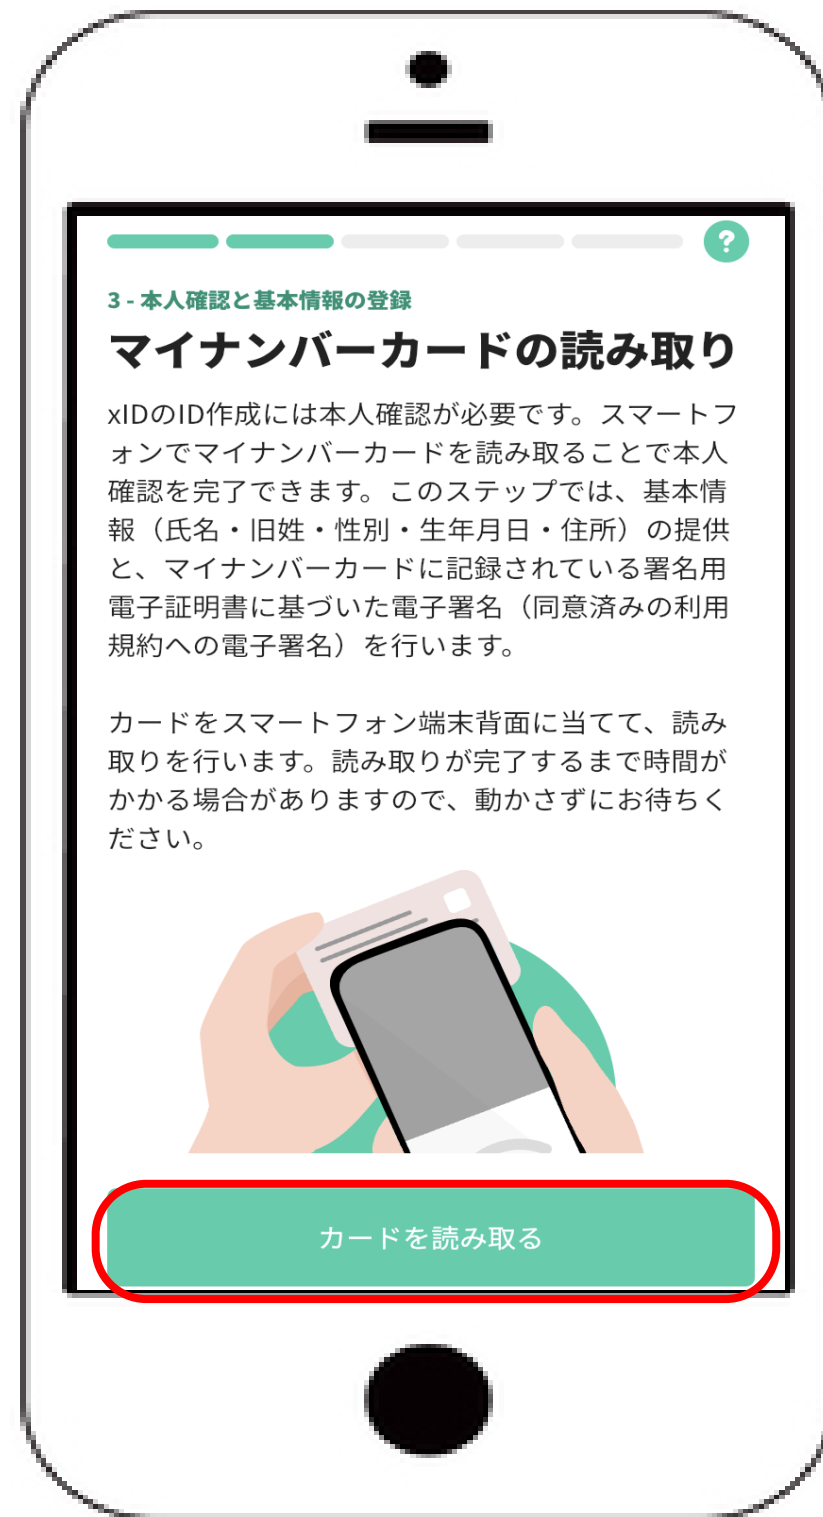 ?
3 - 本人確認と基本情報の登録
マイナンバーカードの読み取り
xIDのID作成には本人確認が必要です。スマートフ
ォンでマイナンバーカードを読み取ることで本人
確認を完了できます。このステップでは、基本情
報（氏名・旧姓・性別・生年月日・住所）の提供
と、マイナンバーカードに記録されている署名用
電子証明書に基づいた電子署名（同意済みの利用
規約への電子署名）を行います。
カードをスマートフォン端末背面に当てて、読み
取りを行います。読み取りが完了するまで時間が
かかる場合がありますので、動かさずにお待ちく
ださい。
カードを読み取る